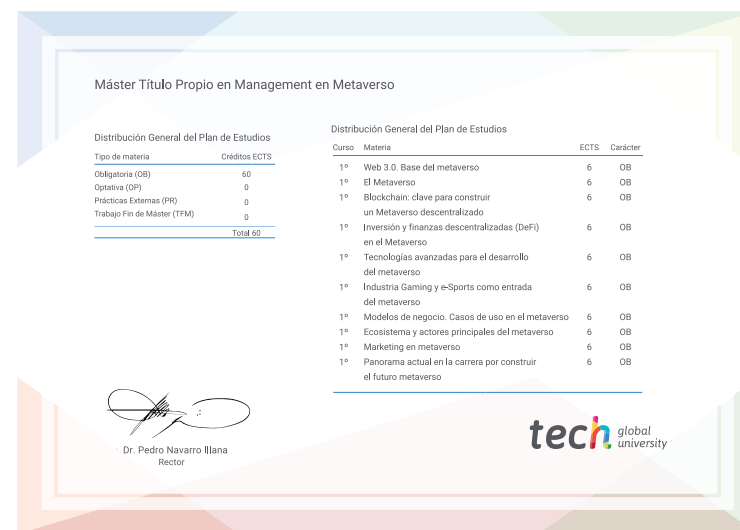 Máster Título Propio en Management en Metaverso
Distribución General del Plan de Estudios
Tipo de materia Créditos ECTS
Obligatoria (OB) 60
Optativa (OP) 0
Prácticas Externas (PR) 0
Trabajo Fin de Máster (TFM) 0
Total 60
Distribución General del Plan de Estudios
Curso Materia ECTS Carácter
1º Web 3.0. Base del metaverso 6 OB
1º El Metaverso 6 OB
1º Blockchain: clave para construir 6 OB
un Metaverso descentralizado
1º Inversión y finanzas descentralizadas (DeFi) 6 OB
en el Metaverso
1º Tecnologías avanzadas para el desarrollo 6 OB
del metaverso
1º Industria Gaming y e-Sports como entrada 6 OB
del metaverso
1º Modelos de negocio. Casos de uso en el metaverso 6 OB
1º Ecosistema y actores principales del metaverso 6 OB
1º Marketing en metaverso 6 OB
1º Panorama actual en la carrera por construir 6 OB
el futuro metaverso
Dr. Pedro Navarro Illana
Rector
tech global
university